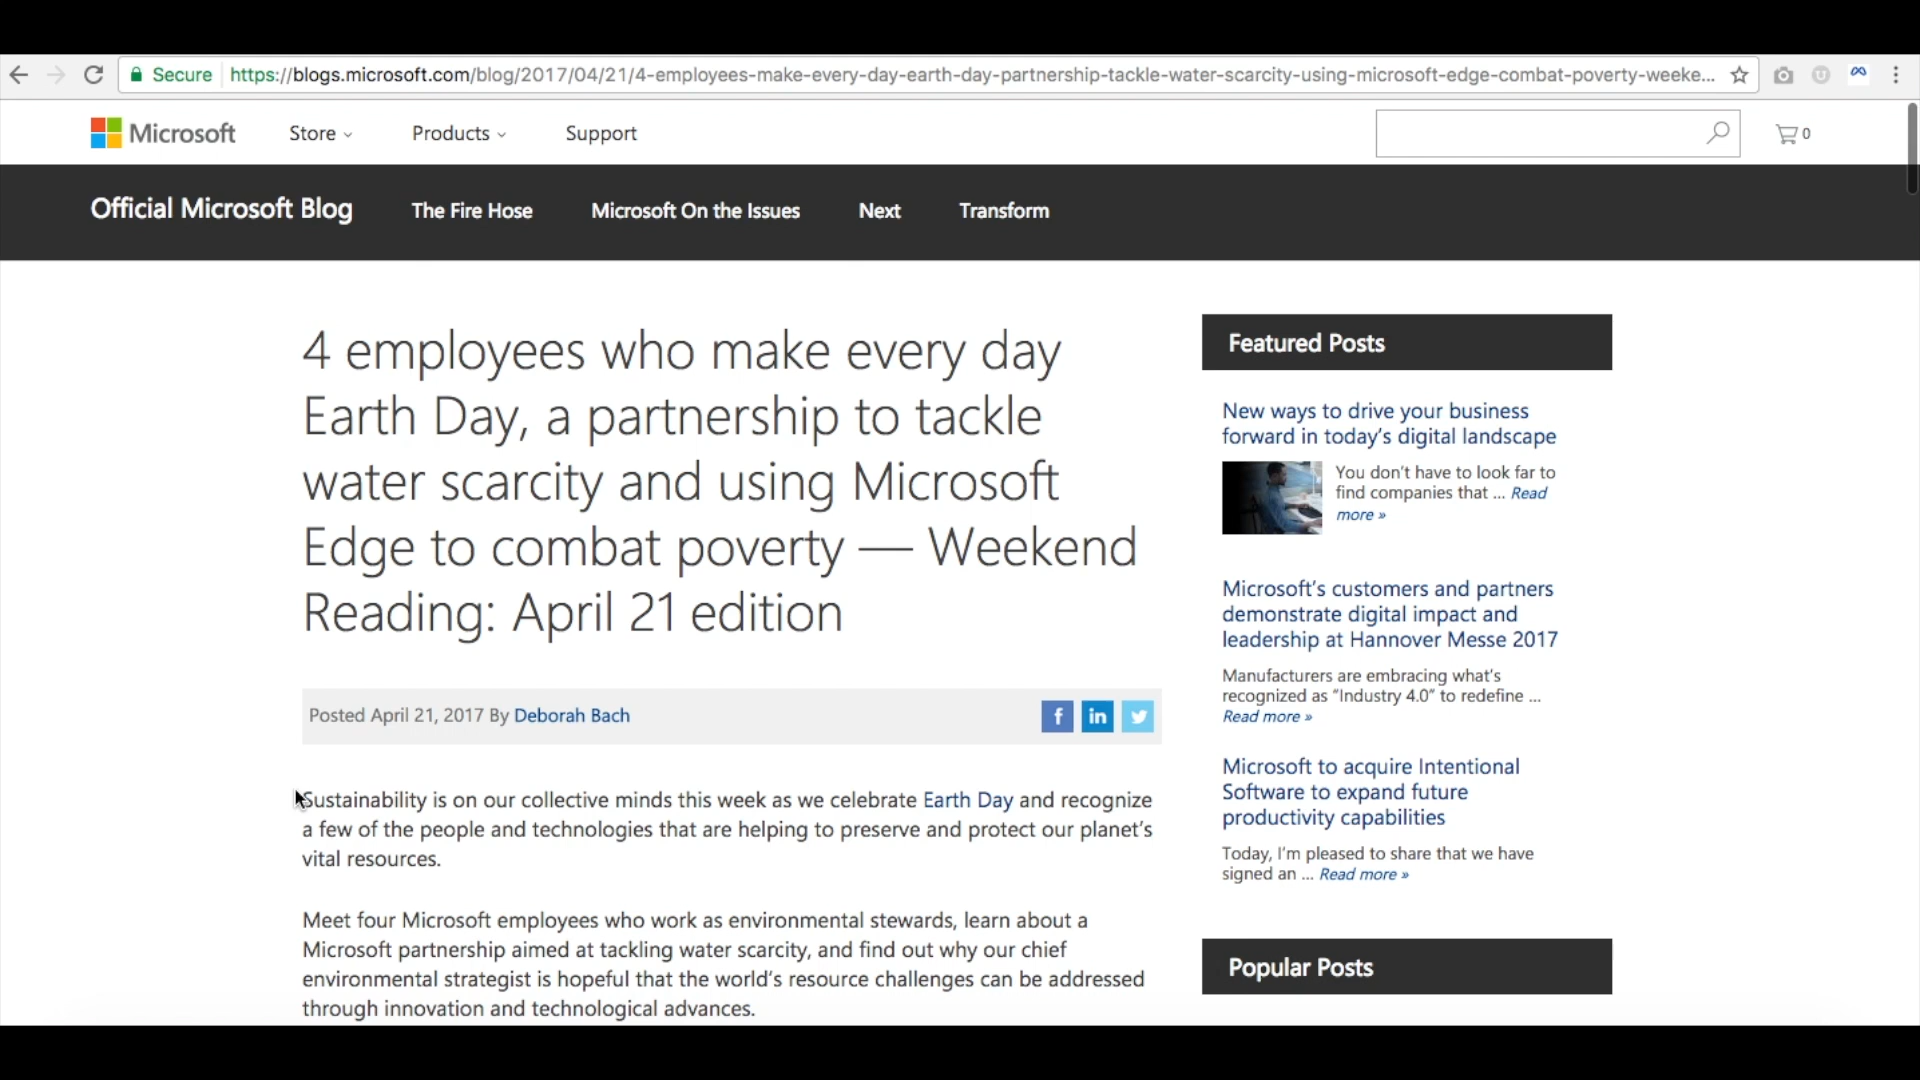 Secure https://blogs.microsoft.com/blog/2017/04/21/4-employees-make-every-day-earth-day-partnership-tackle-water-scarcity-using-microsoft-edge-combat-poverty-weeke...
Microsoft Store Products Support 0
Official Microsoft Blog The Fire Hose Microsoft On the Issues Next Transform
4 employees who make every day
Earth Day, a partnership to tackle
water scarcity and using Microsoft
Edge to combat poverty — Weekend
Reading: April 21 edition
Posted April 21, 2017 By Deborah Bach
f in
Sustainability is on our collective minds this week as we celebrate Earth Day and recognize
a few of the people and technologies that are helping to preserve and protect our planet's
vital resources.
Meet four Microsoft employees who work as environmental stewards, learn about a
Microsoft partnership aimed at tackling water scarcity, and find out why our chief
environmental strategist is hopeful that the world's resource challenges can be addressed
through innovation and technological advances.
Featured Posts
New ways to drive your business
forward in today's digital landscape
You don't have to look far to
find companies that ... Read
more »
Microsoft's customers and partners
demonstrate digital impact and
leadership at Hannover Messe 2017
Manufacturers are embracing what's
recognized as “Industry 4.0” to redefine ...
Read more »
Microsoft to acquire Intentional
Software to expand future
productivity capabilities
Today, I'm pleased to share that we have
signed an ... Read more »
Popular Posts